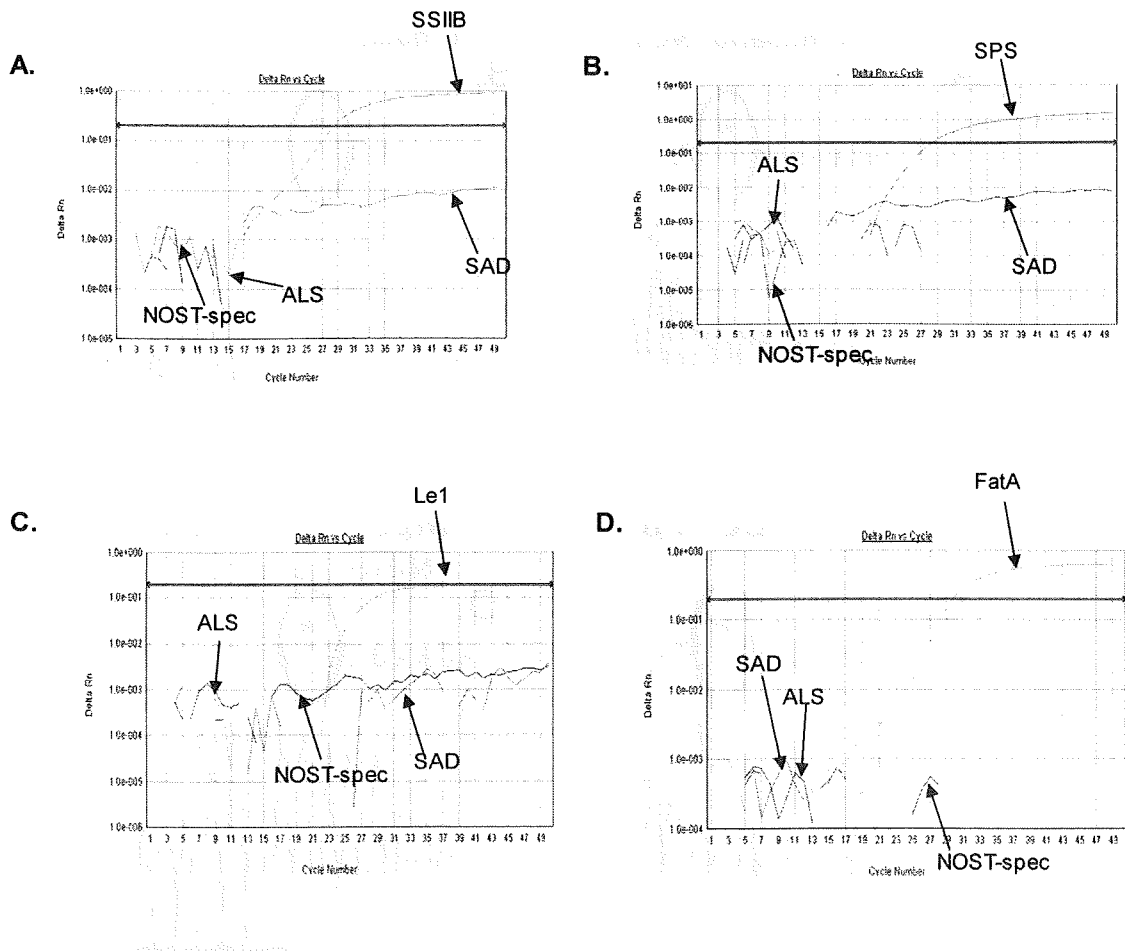 A.
SSIIB
Delta Rn vs Cycle
1.0e+000
1.0e-001
1.0e-002
1.0e-003
1.0e-004
1.0e-005
Delta Rn
NOST-spec
ALS
SAD
1 3 5 7 9 11 13 15 17 19 21 23 25 27 29 31 33 35 37 39 41 43 45 47 49
Cycle Number
B.
SPS
Delta Rn vs Cycle
1.0e+001
1.0e+000
1.0e-001
1.0e-002
1.0e-003
1.0e-004
1.0e-005
1.0e-006
Delta Rn
ALS
SAD
NOST-spec
1 3 5 7 9 11 13 15 17 19 21 23 25 27 29 31 33 35 37 39 41 43 45 47 49
Cycle Number
C.
Le1
Delta Rn vs Cycle
1.0e+000
1.0e-001
1.0e-002
1.0e-003
1.0e-004
1.0e-005
1.0e-006
Delta Rn
ALS
NOST-spec
SAD
1 3 5 7 9 11 13 15 17 19 21 23 25 27 29 31 33 35 37 39 41 43 45 47 49
Cycle Number
D.
FatA
Delta Rn vs Cycle
1.0e+000
1.0e-001
1.0e-002
1.0e-003
1.0e-004
Delta Rn
SAD
ALS
NOST-spec
1 3 5 7 9 11 13 15 17 19 21 23 25 27 29 31 33 35 37 39 41 43 45 47 49
Cycle Number